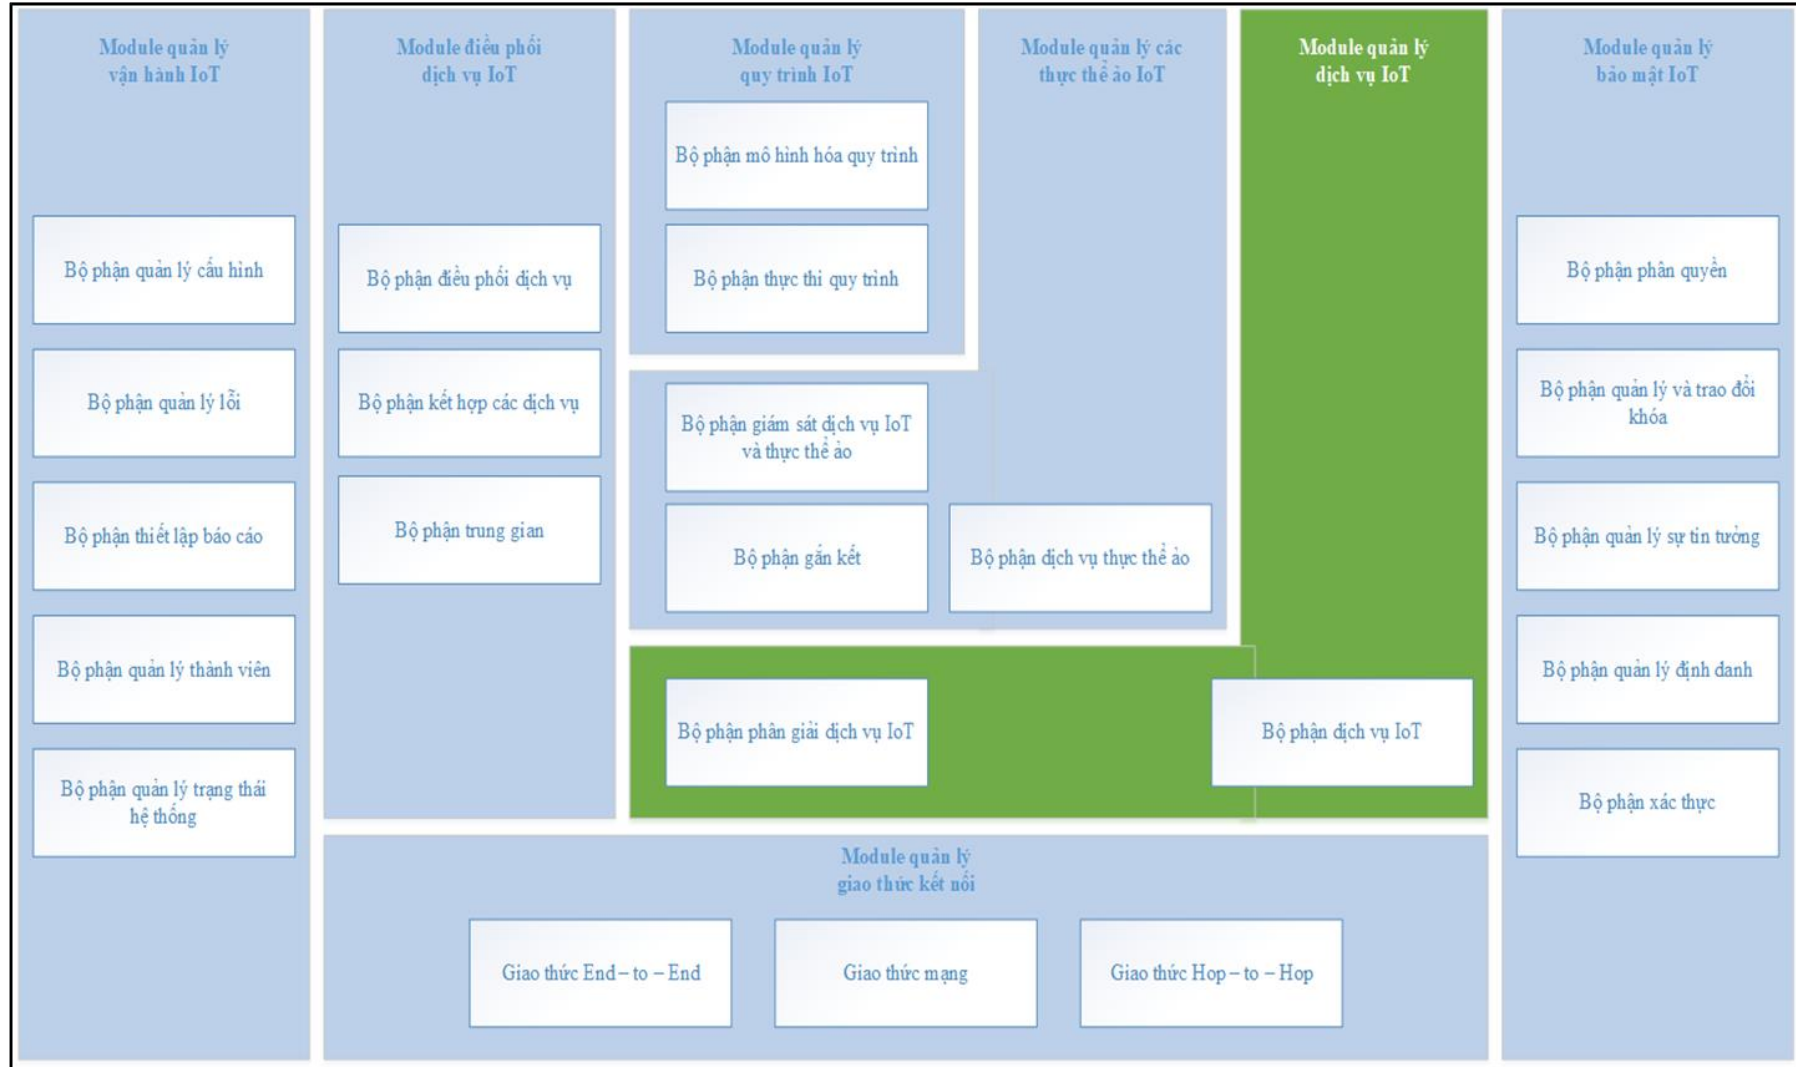 Module quản lý
vận hành IoT
Bộ phận quản lý cấu hình
Bộ phận quản lý lỗi
Bộ phận thiết lập báo cáo
Bộ phận quản lý thành viên
Bộ phận quản lý trạng thái
hệ thống
Module điều phối
dịch vụ IoT
Bộ phận điều phối dịch vụ
Bộ phận kết hợp các dịch vụ
Bộ phận trung gian
Module quản lý
quy trình IoT
Bộ phận mô hình hóa quy trình
Bộ phận thực thi quy trình
Module quản lý các
thực thể ảo IoT
Bộ phận giám sát dịch vụ IoT
và thực thể ảo
Bộ phận gắn kết
Bộ phận dịch vụ thực thể ảo
Module quản lý
dịch vụ IoT
Bộ phận phân giải dịch vụ IoT
Bộ phận dịch vụ IoT
Module quản lý
bảo mật IoT
Bộ phận phân quyền
Bộ phận quản lý và trao đổi
khóa
Bộ phận quản lý sự tin tưởng
Bộ phận quản lý định danh
Bộ phận xác thực
Module quản lý
giao thức kết nối
Giao thức End – to – End
Giao thức mạng
Giao thức Hop – to – Hop